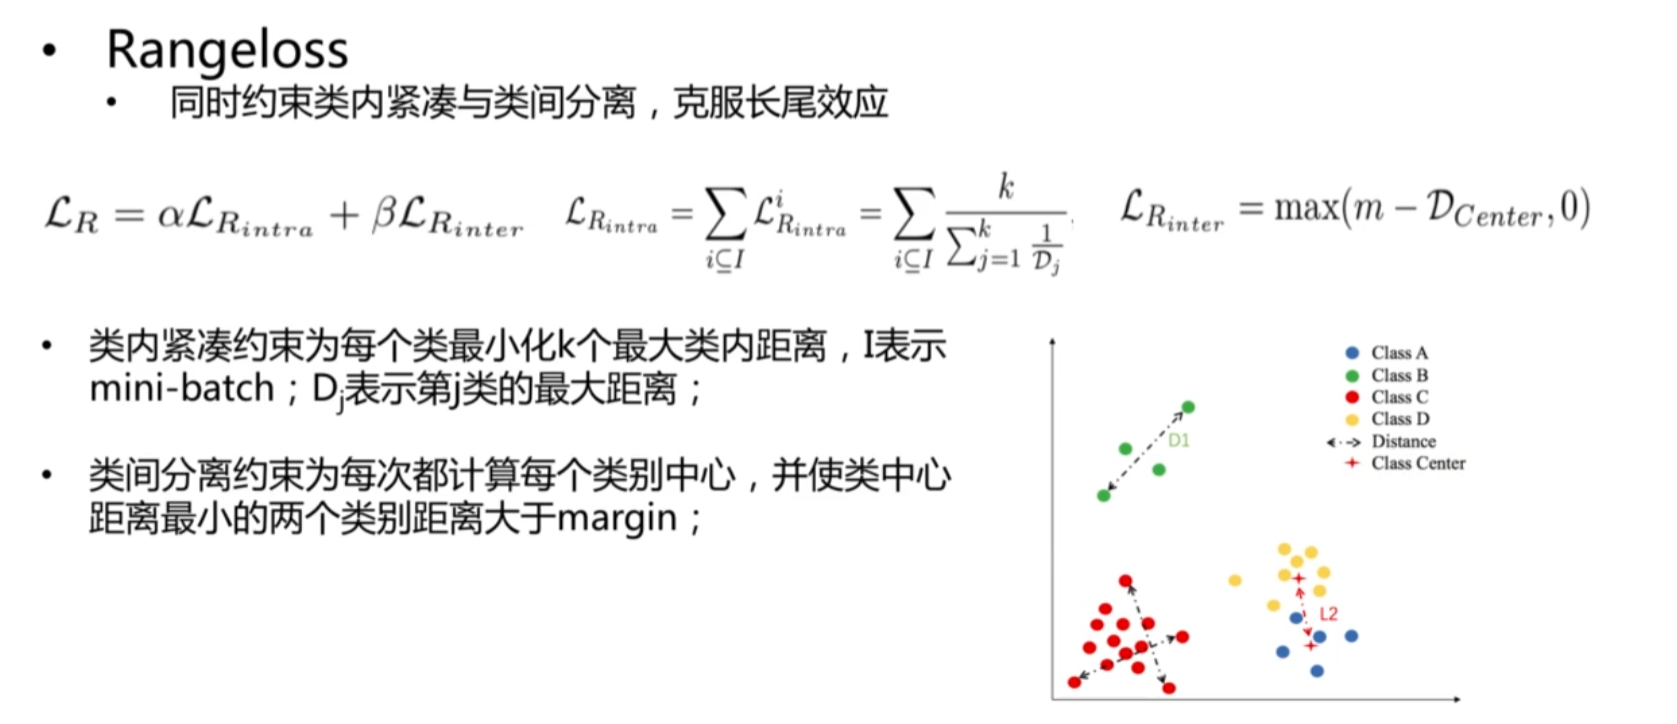 • Rangeloss
• 同时约束类内紧凑与类间分离，克服长尾效应
$\mathcal{L}_R = \alpha\mathcal{L}_{R_{intra}} + \beta\mathcal{L}_{R_{inter}}$ $\mathcal{L}_{R_{intra}} = \sum_{i\subseteq I} \mathcal{L}^i_{R_{intra}} = \sum_{i\subseteq I} \frac{k}{\sum_{j=1}^{k} \frac{1}{\mathcal{D}_j}}$, $\mathcal{L}_{R_{inter}} = \max(m - \mathcal{D}_{Center}, 0)$
• 类内紧凑约束为每个类最小化k个最大类内距离，I表示
mini-batch；D_j表示第j类的最大距离；
• 类间分离约束为每次都计算每个类别中心，并使类中心
距离最小的两个类别距离大于margin；
Class A
Class B
Class C
Class D
Distance
Class Center
D1
L2